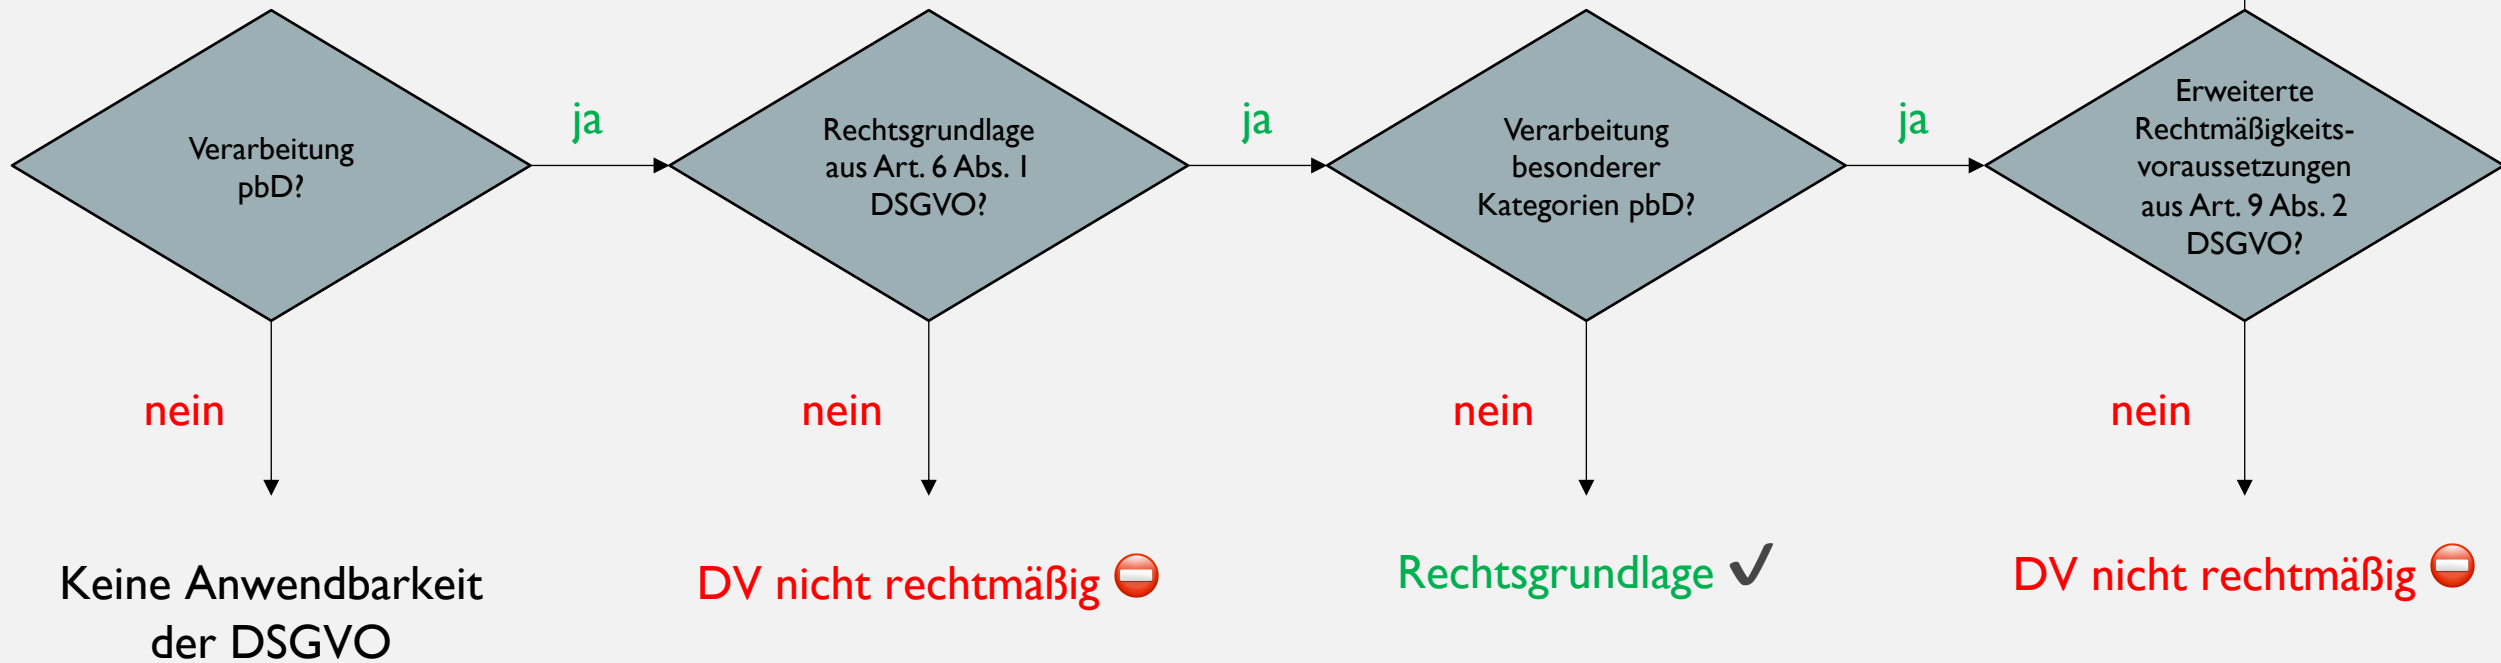 Verarbeitung
pbD?
ja
Rechtsgrundlage
aus Art. 6 Abs. 1
DSGVO?
ja
Verarbeitung
besonderer
Kategorien pbD?
ja
Erweiterte
Rechtmäßigkeits-
voraussetzungen
aus Art. 9 Abs. 2
DSGVO?
nein
nein
nein
nein
Keine Anwendbarkeit
der DSGVO
DV nicht rechtmäßig ⛔
Rechtsgrundlage ✔
DV nicht rechtmäßig ⛔